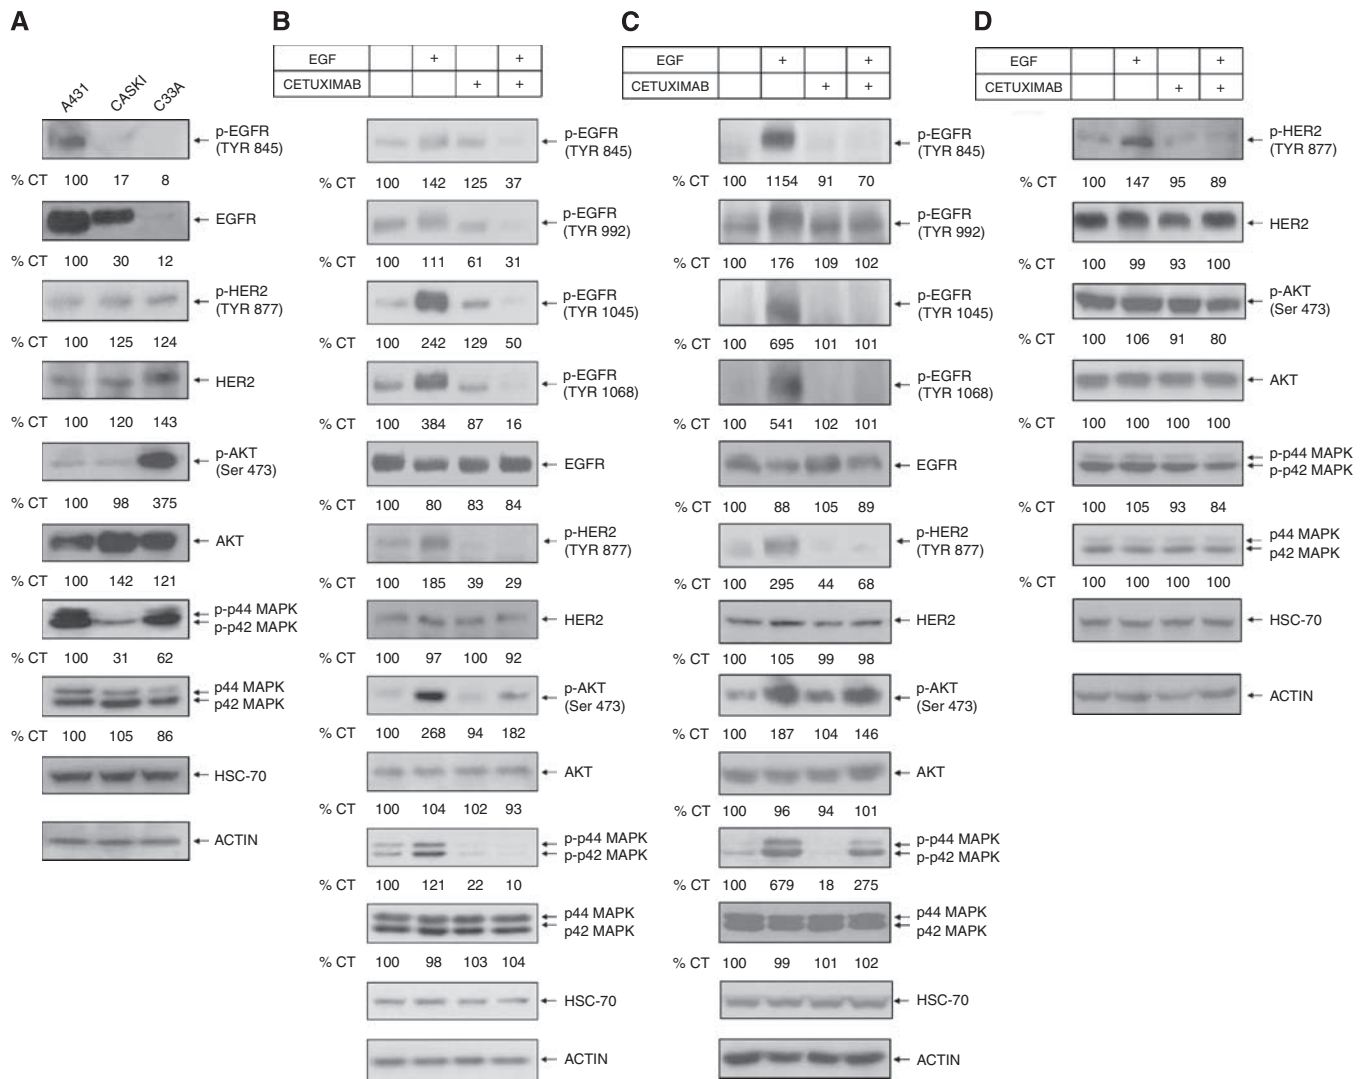 A
A431 CASKI C33A
p-EGFR
(TYR 845)
% CT 100 17 8
EGFR
% CT 100 30 12
p-HER2
(TYR 877)
% CT 100 125 124
HER2
% CT 100 120 143
p-AKT
(Ser 473)
% CT 100 98 375
AKT
% CT 100 142 121
p-p44 MAPK
p-p42 MAPK
% CT 100 31 62
p44 MAPK
p42 MAPK
% CT 100 105 86
HSC-70
ACTIN
B
EGF + +
CETUXIMAB + +
p-EGFR
(TYR 845)
% CT 100 142 125 37
p-EGFR
(TYR 992)
% CT 100 111 61 31
p-EGFR
(TYR 1045)
% CT 100 242 129 50
p-EGFR
(TYR 1068)
% CT 100 384 87 16
EGFR
% CT 100 80 83 84
p-HER2
(TYR 877)
% CT 100 185 39 29
HER2
% CT 100 97 100 92
p-AKT
(Ser 473)
% CT 100 268 94 182
AKT
% CT 100 104 102 93
p-p44 MAPK
p-p42 MAPK
% CT 100 121 22 10
p44 MAPK
p42 MAPK
% CT 100 98 103 104
HSC-70
ACTIN
C
EGF + +
CETUXIMAB + +
p-EGFR
(TYR 845)
% CT 100 1154 91 70
p-EGFR
(TYR 992)
% CT 100 176 109 102
p-EGFR
(TYR 1045)
% CT 100 695 101 101
p-EGFR
(TYR 1068)
% CT 100 541 102 101
EGFR
% CT 100 88 105 89
p-HER2
(TYR 877)
% CT 100 295 44 68
HER2
% CT 100 105 99 98
p-AKT
(Ser 473)
% CT 100 187 104 146
AKT
% CT 100 96 94 101
p-p44 MAPK
p-p42 MAPK
% CT 100 679 18 275
p44 MAPK
p42 MAPK
% CT 100 99 101 102
HSC-70
ACTIN
D
EGF + +
CETUXIMAB + +
p-HER2
(TYR 877)
% CT 100 147 95 89
HER2
% CT 100 99 93 100
p-AKT
(Ser 473)
% CT 100 106 91 80
AKT
% CT 100 100 100 100
p-p44 MAPK
p-p42 MAPK
% CT 100 105 93 84
p44 MAPK
p42 MAPK
% CT 100 100 100 100
HSC-70
ACTIN